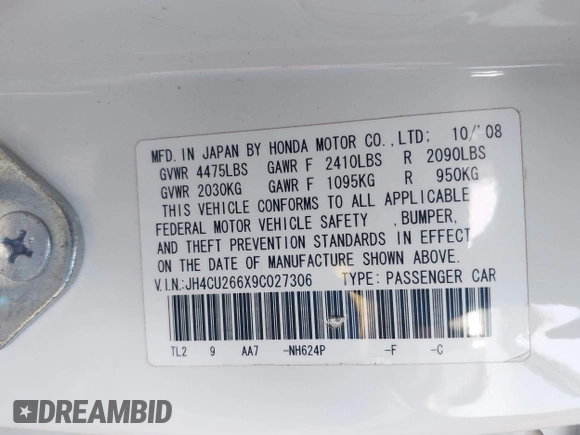 MFD. IN JAPAN BY HONDA MOTOR CO., LTD; 10/'08
GVWR 4475LBS GAWR F 2410LBS R 2090LBS
GVWR 2030KG GAWR F 1095KG R 950KG
THIS VEHICLE CONFORMS TO ALL APPLICABLE
FEDERAL MOTOR VEHICLE SAFETY ,BUMPER,
AND THEFT PREVENTION STANDARDS IN EFFECT
ON THE DATE OF MANUFACTURE SHOWN ABOVE.
V.I.N:JH4CU266X9C027306 TYPE: PASSENGER CAR
TL2 9 AA7 -NH624P -F -C
DREAMBID